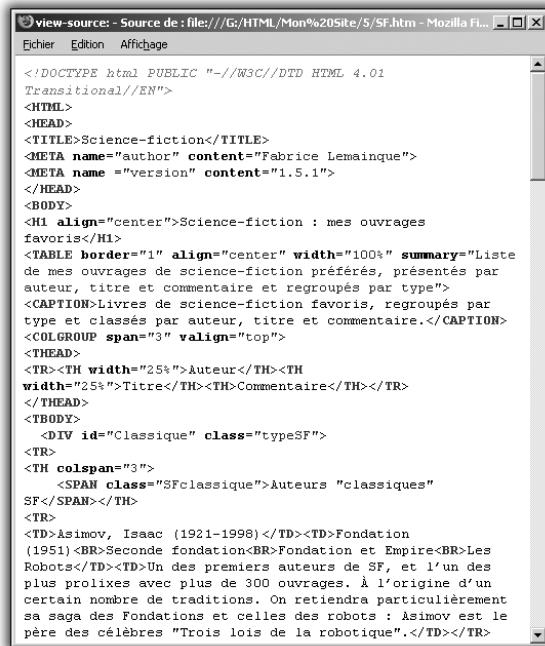 view-source: - Source de : file:///G:/HTML/Mon%20Site/5/SF.htm - Mozilla Fi...
Fichier Edition Affichage
<!DOCTYPE html PUBLIC "-//W3C//DTD HTML 4.01
Transitional//EN">
<HTML>
<HEAD>
<TITLE>Science-fiction</TITLE>
<META name="author" content="Fabrice Lemainque">
<META name ="version" content="1.5.1">
</HEAD>
<BODY>
<H1 align="center">Science-fiction : mes ouvrages
favoris</H1>
<TABLE border="1" align="center" width="100%" summary="Liste
de mes ouvrages de science-fiction préférés, présentés par
auteur, titre et commentaire et regroupés par type">
<CAPTION>Livres de science-fiction favoris, regroupés par
type et classés par auteur, titre et commentaire.</CAPTION>
<COLGROUP span="3" valign="top">
<THEAD>
<TR><TH width="25%">Auteur</TH><TH
width="25%">Titre</TH><TH>Commentaire</TH></TR>
</THEAD>
<TBODY>
<DIV id="Classique" class="typeSF">
<TR>
<TH colspan="3">
<SPAN class="SFclassique">Auteurs "classiques"
SF</SPAN></TH>
<TR>
<TD>Asimov, Isaac (1921-1998)</TD><TD>Fondation
(1951)<BR>Seconde fondation<BR>Fondation et Empire<BR>Les
Robots</TD><TD>Un des premiers auteurs de SF, et l'un des
plus prolixes avec plus de 300 ouvrages. À l'origine d'un
certain nombre de traditions. On retiendra particulièrement
sa saga des Fondations et celles des robots : Asimov est le
père des célèbres "Trois lois de la robotique".</TD></TR>